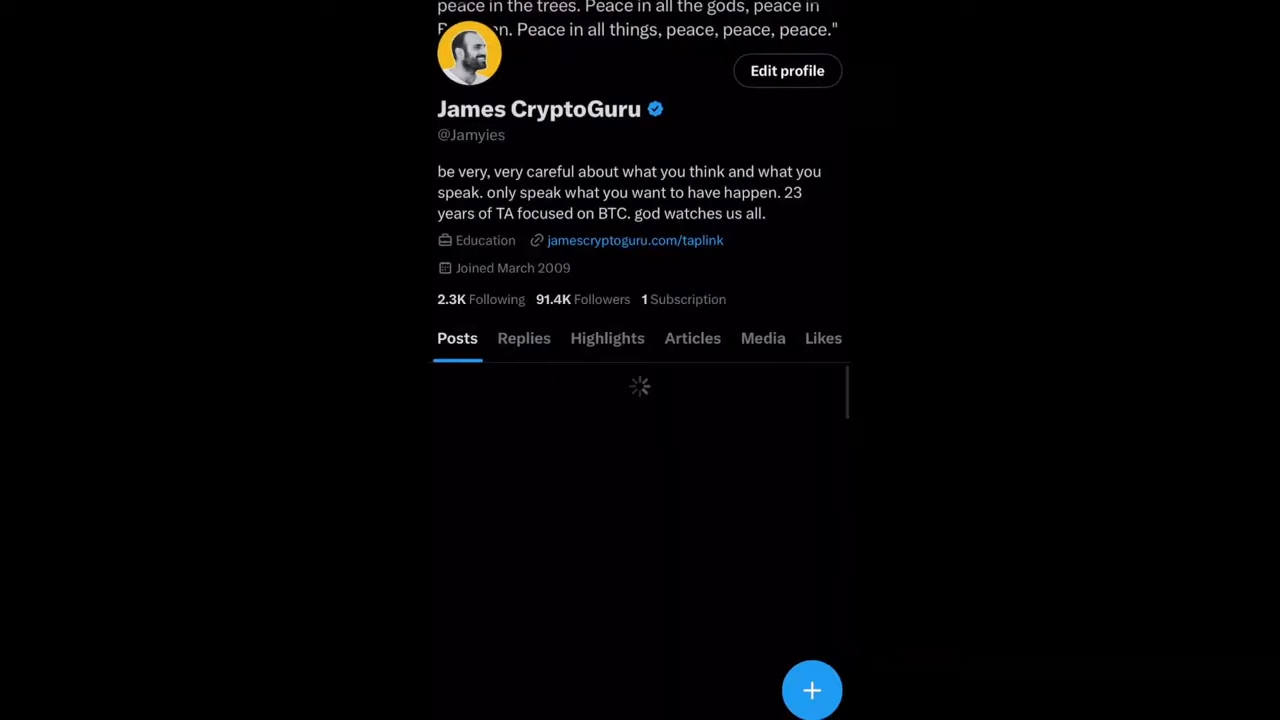 peace in the trees. Peace in all the gods, peace in
n. Peace in all things, peace, peace, peace."
Edit profile
James CryptoGuru
@Jamyies
be very, very careful about what you think and what you
speak. only speak what you want to have happen. 23
years of TA focused on BTC. god watches us all.
Education jamescryptoguru.com/taplink
Joined March 2009
2.3K Following 91.4K Followers 1 Subscription
Posts Replies Highlights Articles Media Likes